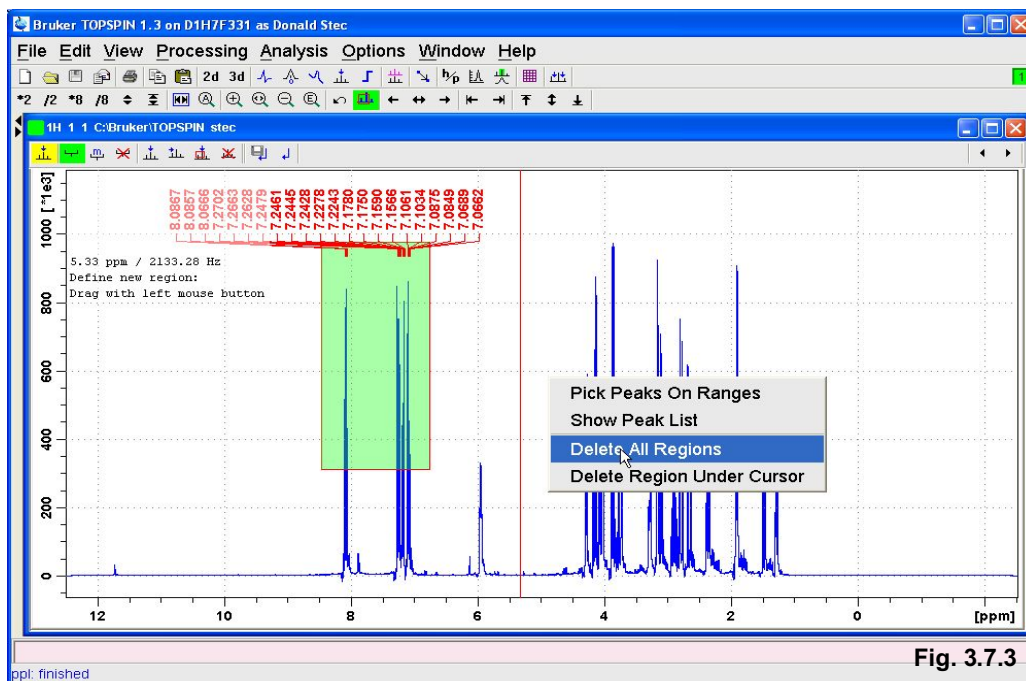 Bruker TOPSPIN 1.3 on D1H7F331 as Donald Stec
File Edit View Processing Analysis Options Window Help
2d 3d h/p
1
*2 /2 *8 /8
1H 1 1 C:\Bruker\TOPSPIN stec
[*1e3]
8.0867
8.0857
8.0666
7.2702
7.2663
7.2628
7.2479
7.2461
7.2445
7.2428
7.2278
7.2243
7.1780
7.1750
7.1590
7.1566
7.1061
7.1034
7.0875
7.0849
7.0689
7.0662
5.33 ppm / 2133.28 Hz
Define new region:
Drag with left mouse button
1000
800
600
400
200
0
Pick Peaks On Ranges
Show Peak List
Delete All Regions
Delete Region Under Cursor
12 10 8 6 4 2 0 [ppm]
Fig. 3.7.3
ppl: finished